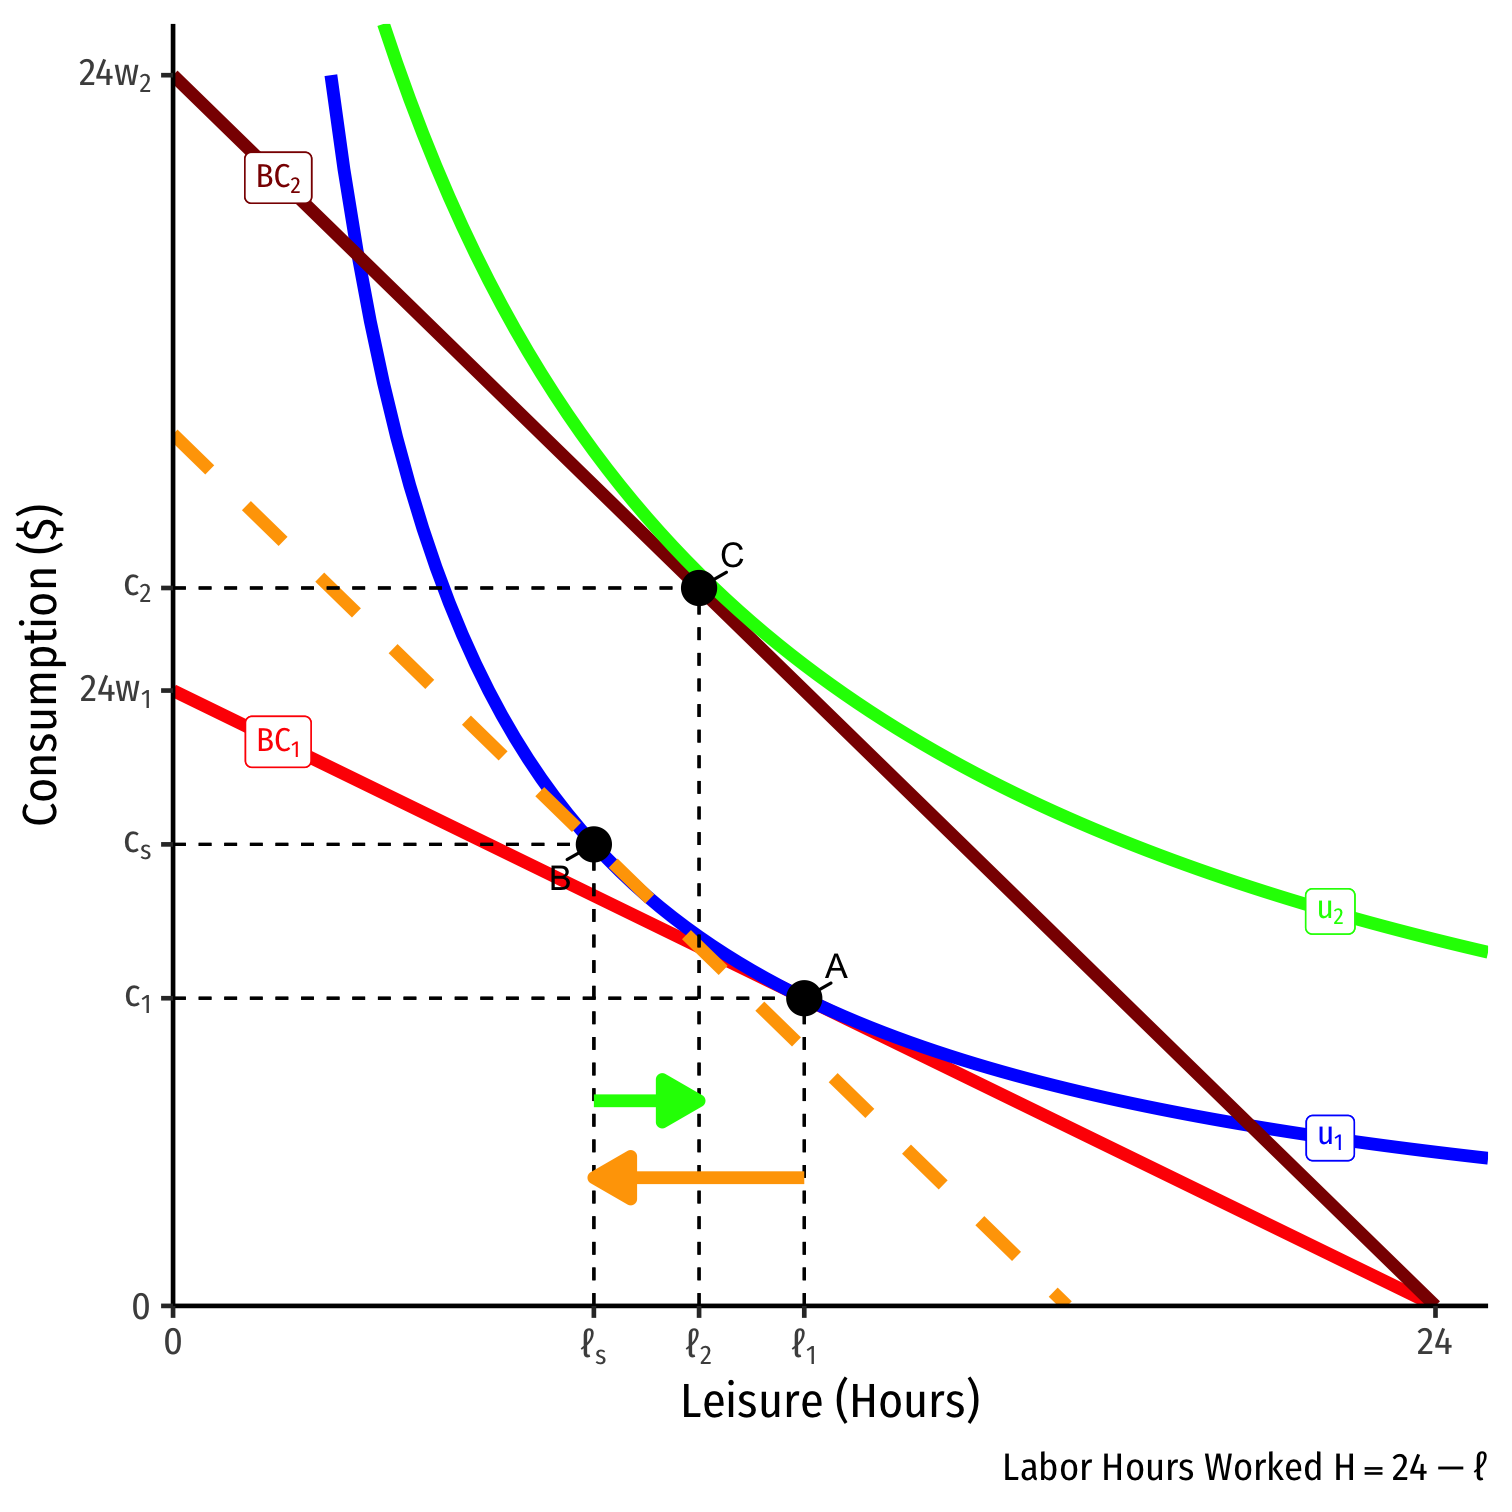 24w₂
BC₂
C
c₂
24w₁
BC₁
Consumption ($)
cₛ
B
u₂
A
c₁
u₁
0
0
ℓₛ
ℓ₂
ℓ₁
24
Leisure (Hours)
Labor Hours Worked H = 24 — ℓ